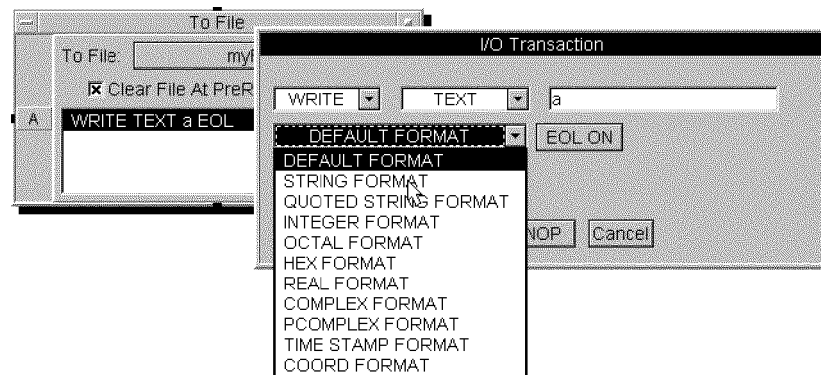 To File
To File:
Clear File At PreR
A
WRITE TEXT a EOL
I/O Transaction
WRITE
TEXT
a
DEFAULT FORMAT
EOL ON
DEFAULT FORMAT
STRING FORMAT
QUOTED STRING FORMAT
INTEGER FORMAT
OCTAL FORMAT
HEX FORMAT
REAL FORMAT
COMPLEX FORMAT
PCOMPLEX FORMAT
TIME STAMP FORMAT
COORD FORMAT
NOP
Cancel